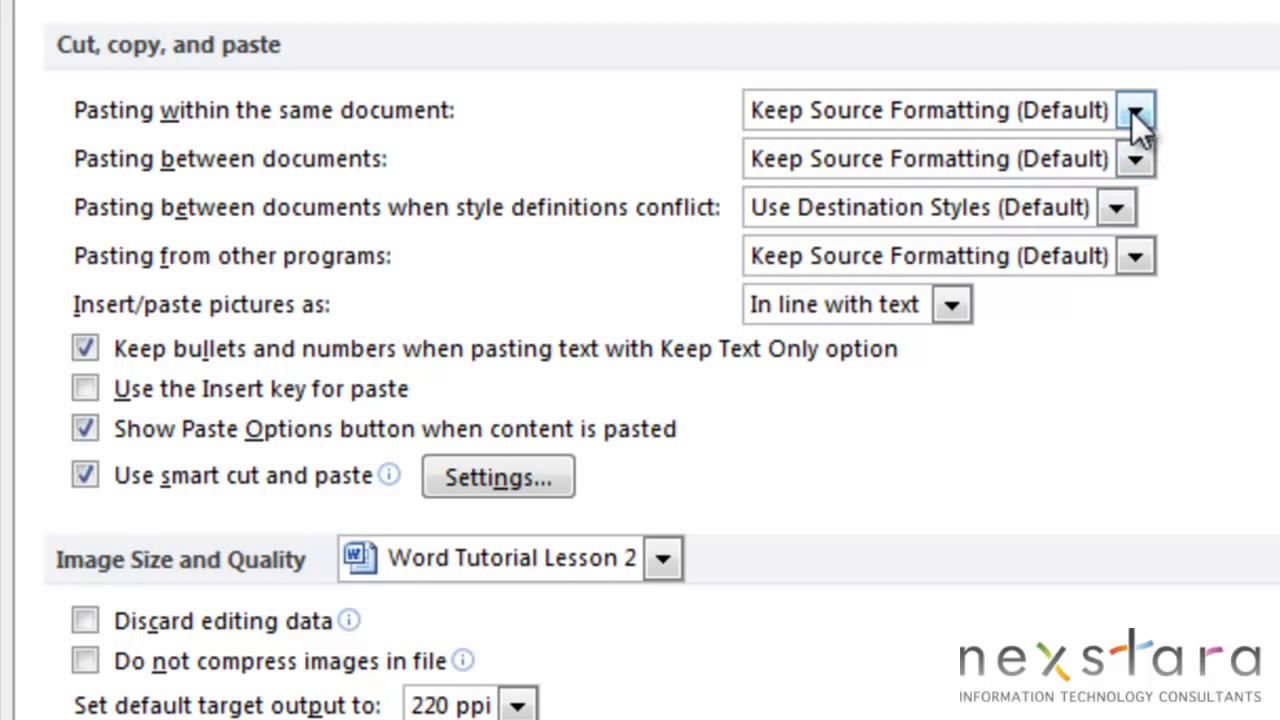 Cut, copy, and paste
Pasting within the same document: Keep Source Formatting (Default)
Pasting between documents: Keep Source Formatting (Default)
Pasting between documents when style definitions conflict: Use Destination Styles (Default)
Pasting from other programs: Keep Source Formatting (Default)
Insert/paste pictures as: In line with text
Keep bullets and numbers when pasting text with Keep Text Only option
Use the Insert key for paste
Show Paste Options button when content is pasted
Use smart cut and paste Settings...
Image Size and Quality Word Tutorial Lesson 2
Discard editing data
Do not compress images in file
Set default target output to: 220 ppi
nexstara
INFORMATION TECHNOLOGY CONSULTANTS